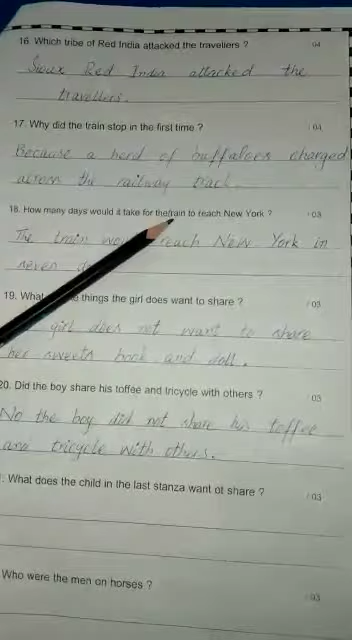 16. Which tribe of Red India attacked the travellers ? 04
Sioux Red India attacked the
travellers.
17. Why did the train stop in the first time ? 04
Because a herd of buffaloes charged
across the railway track.
18. How many days would it take for the train to reach New York ? 03
The train reach New York in
seven
19. things the girl does want to share ? 03
girl does not want to share
her sweets book and doll.
20. Did the boy share his toffee and tricycle with others ? 03
No the boy did not share his toffee
and tricycle with others.
. What does the child in the last stanza want ot share ? 03
Who were the men on horses ? 03